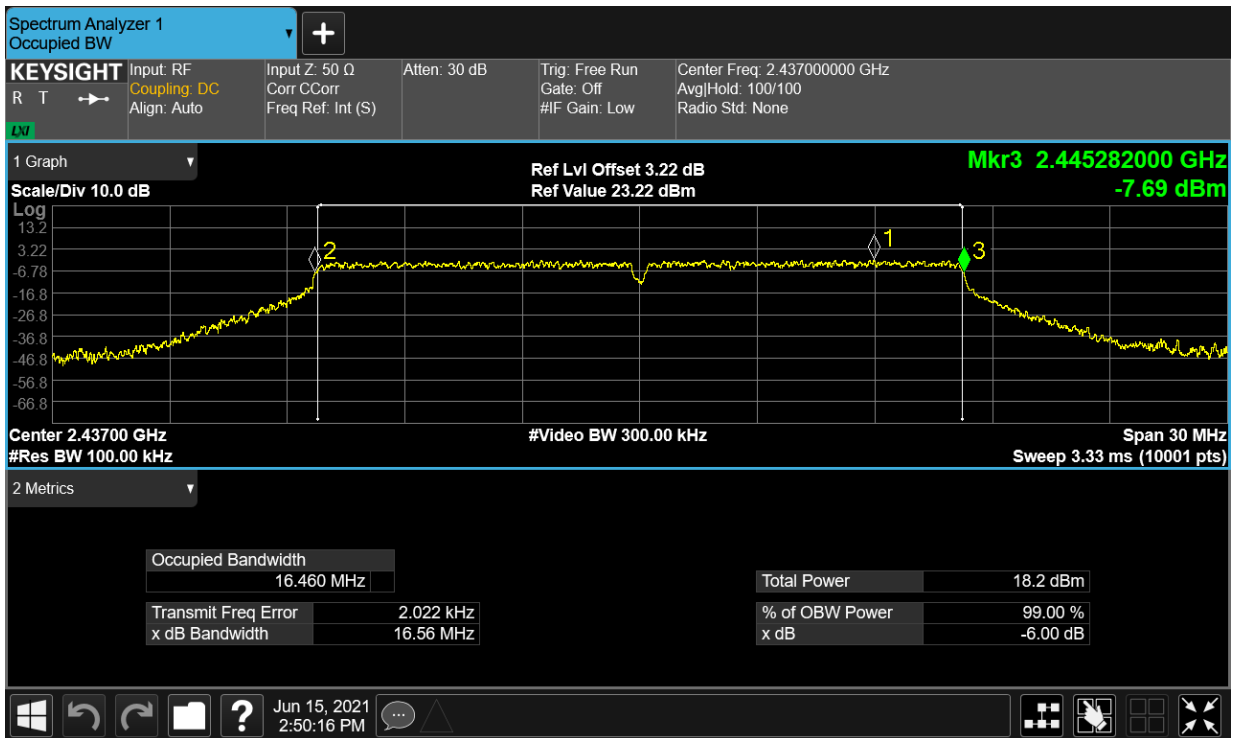 Spectrum Analyzer 1
Occupied BW
KEYSIGHT
R T
LXI
Input: RF
Coupling: DC
Align: Auto
Input Z: 50 Ω
Corr CCorr
Freq Ref: Int (S)
Atten: 30 dB
Trig: Free Run
Gate: Off
#IF Gain: Low
Center Freq: 2.437000000 GHz
Avg|Hold: 100/100
Radio Std: None
1 Graph
Scale/Div 10.0 dB
Ref Lvl Offset 3.22 dB
Ref Value 23.22 dBm
Mkr3 2.445282000 GHz
-7.69 dBm
Log
13.2
3.22
-6.78
-16.8
-26.8
-36.8
-46.8
-56.8
-66.8
2
1
3
Center 2.43700 GHz
#Video BW 300.00 kHz
Span 30 MHz
#Res BW 100.00 kHz
Sweep 3.33 ms (10001 pts)
2 Metrics
Occupied Bandwidth
16.460 MHz
Total Power 18.2 dBm
Transmit Freq Error 2.022 kHz
% of OBW Power 99.00 %
x dB Bandwidth 16.56 MHz
x dB -6.00 dB
Jun 15, 2021
2:50:16 PM